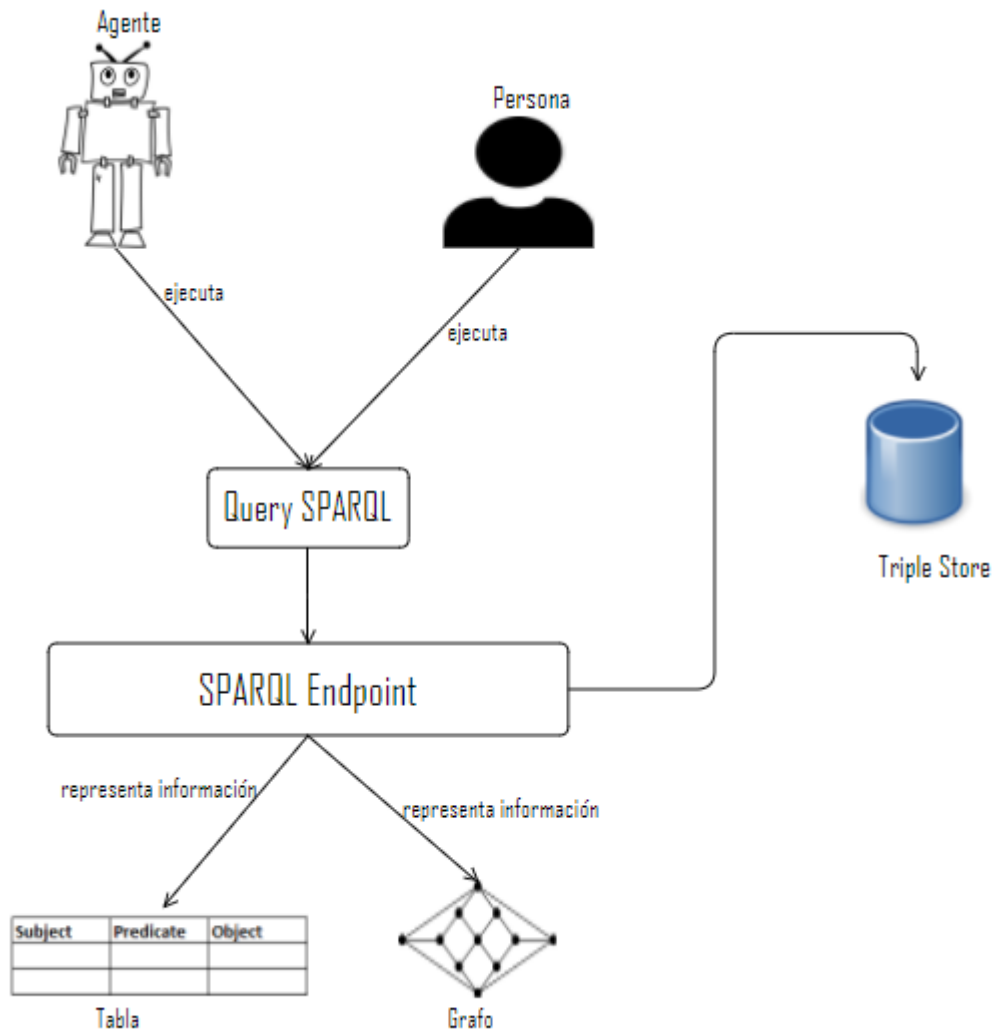 Agente
Persona
ejecuta
ejecuta
Query SPARQL
Triple Store
SPARQL Endpoint
representa información
representa información
Subject Predicate Object
Tabla
Grafo